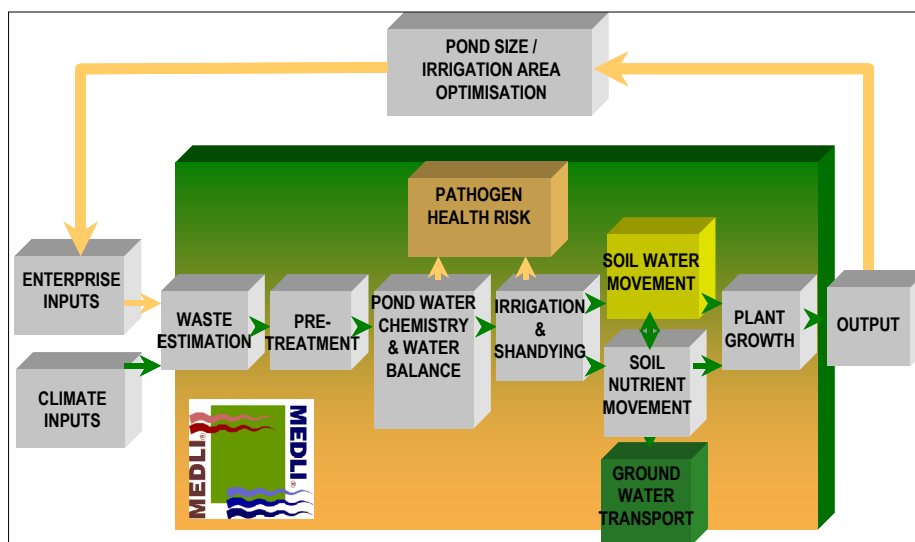 POND SIZE /
IRRIGATION AREA
OPTIMISATION
PATHOGEN
HEALTH RISK
ENTERPRISE
INPUTS
CLIMATE
INPUTS
WASTE
ESTIMATION
PRE-
TREATMENT
POND WATER
CHEMISTRY
& WATER
BALANCE
IRRIGATION
&
SHANDYING
SOIL WATER
MOVEMENT
SOIL
NUTRIENT
MOVEMENT
PLANT
GROWTH
OUTPUT
GROUND
WATER
TRANSPORT
MEDLI®
MEDLI®